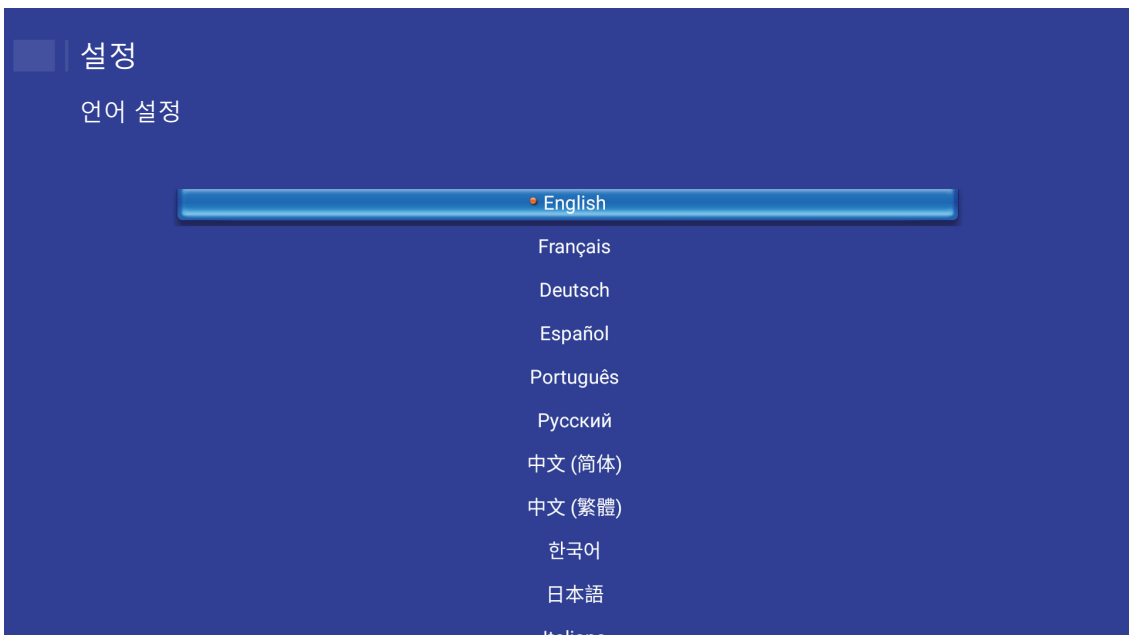 설정
언어 설정
English
Français
Deutsch
Español
Português
Русский
中文 (简体)
中文 (繁體)
한국어
日本語